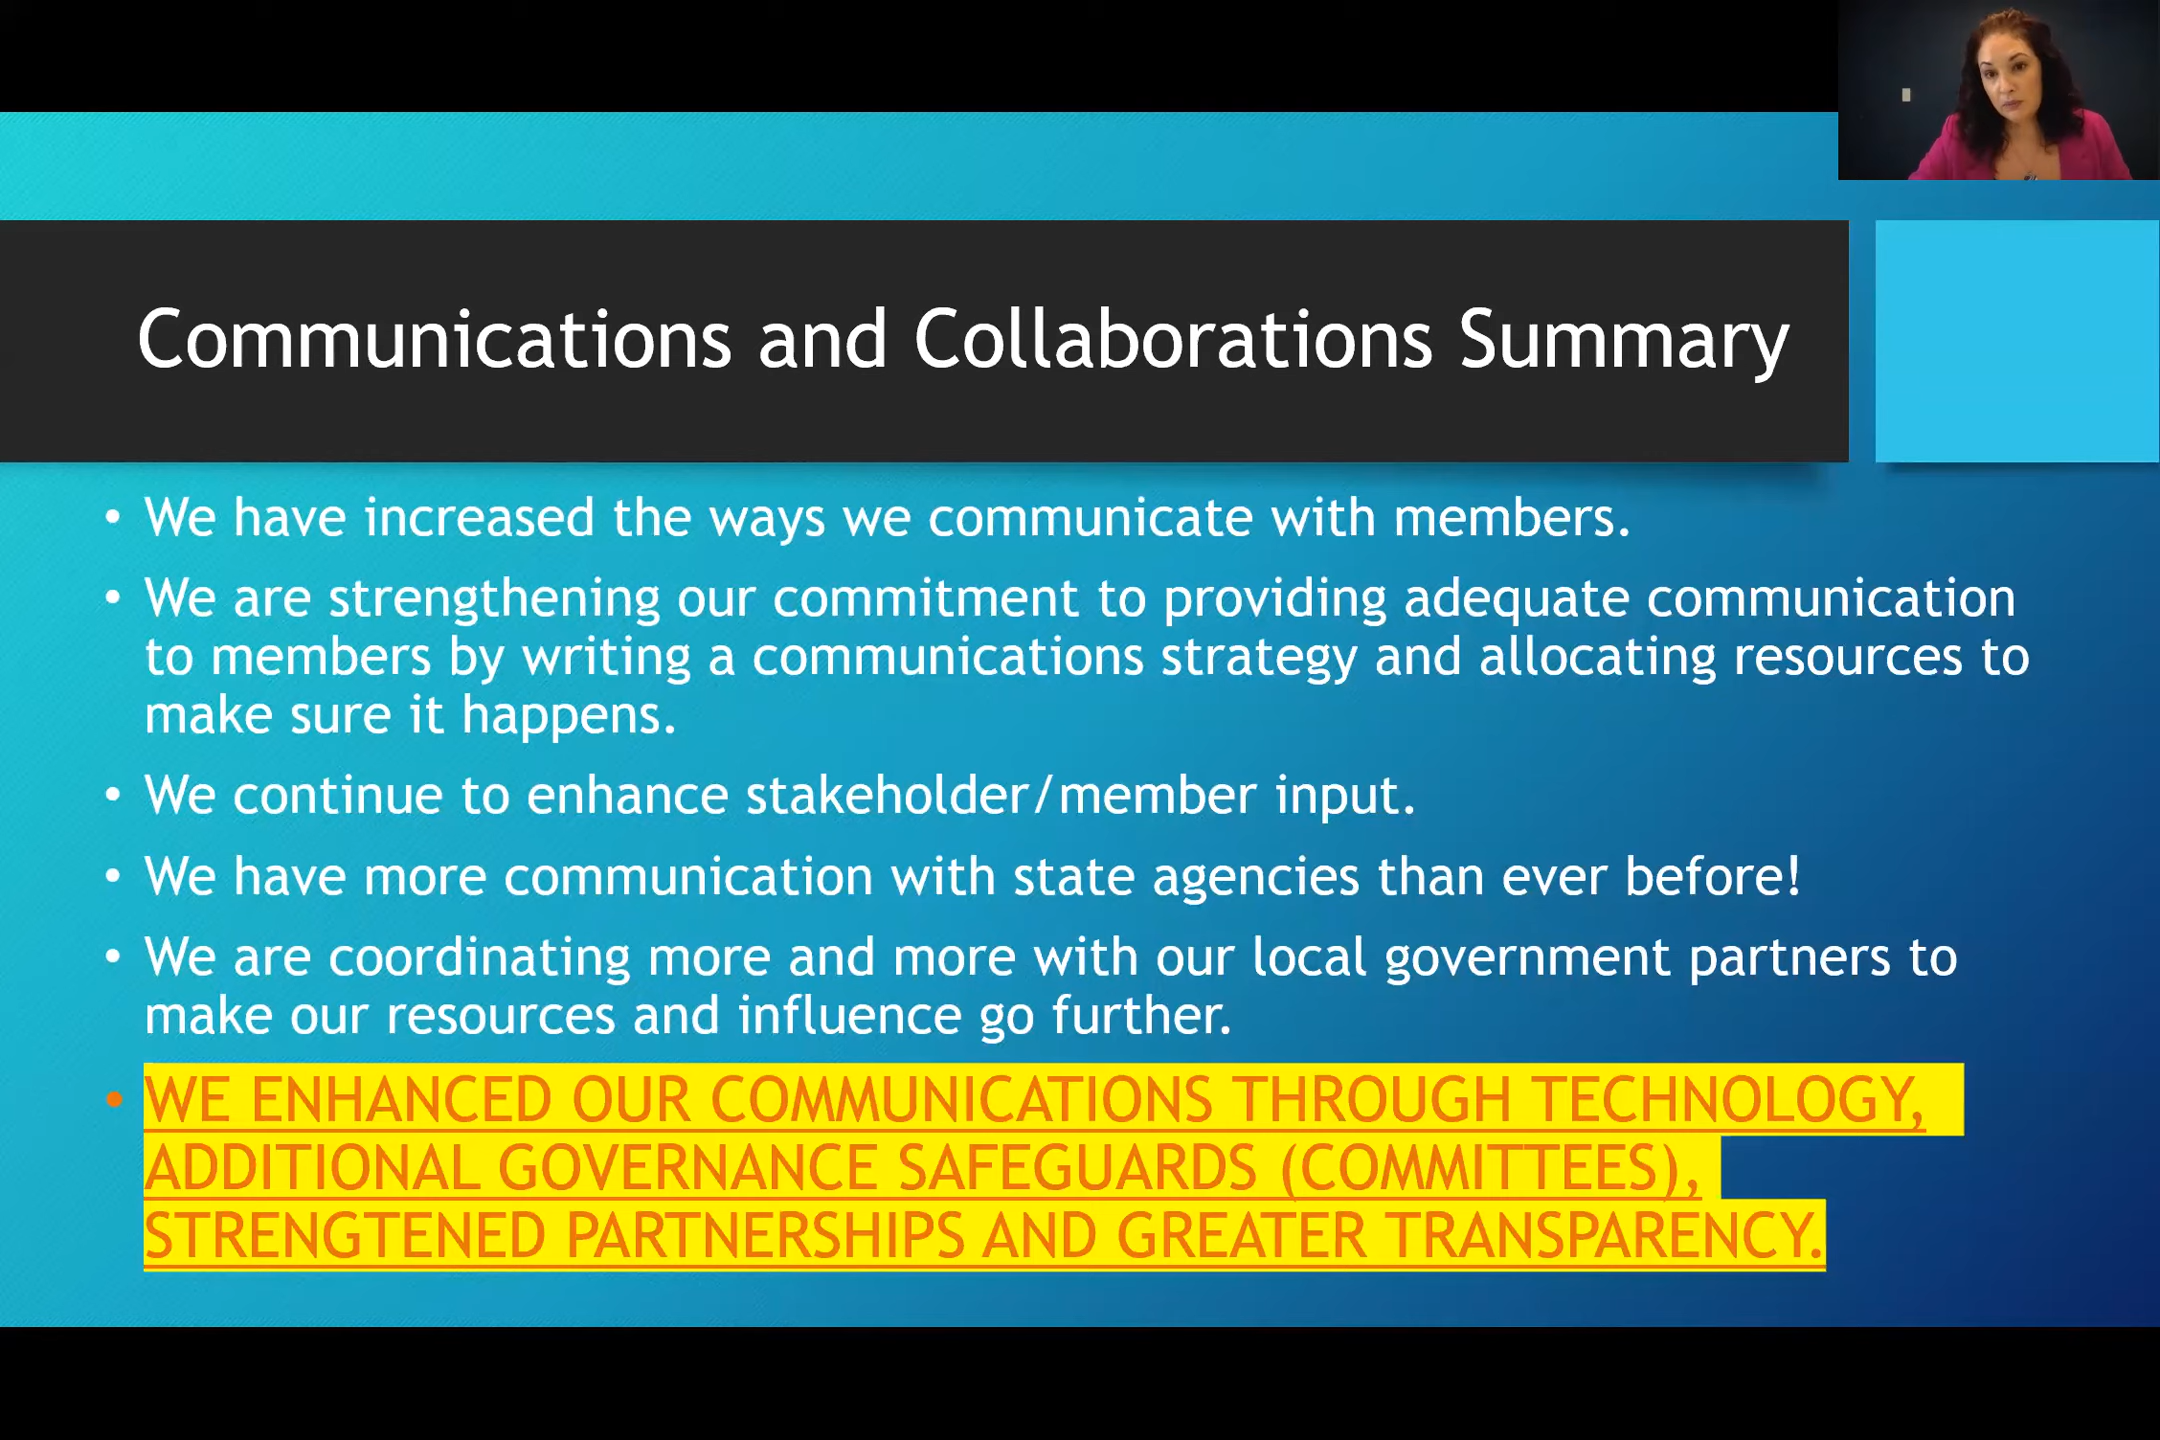 Communications and Collaborations Summary
• We have increased the ways we communicate with members.
• We are strengthening our commitment to providing adequate communication
to members by writing a communications strategy and allocating resources to
make sure it happens.
• We continue to enhance stakeholder/member input.
• We have more communication with state agencies than ever before!
• We are coordinating more and more with our local government partners to
make our resources and influence go further.
• WE ENHANCED OUR COMMUNICATIONS THROUGH TECHNOLOGY,
ADDITIONAL GOVERNANCE SAFEGUARDS (COMMITTEES),
STRENGTENED PARTNERSHIPS AND GREATER TRANSPARENCY.